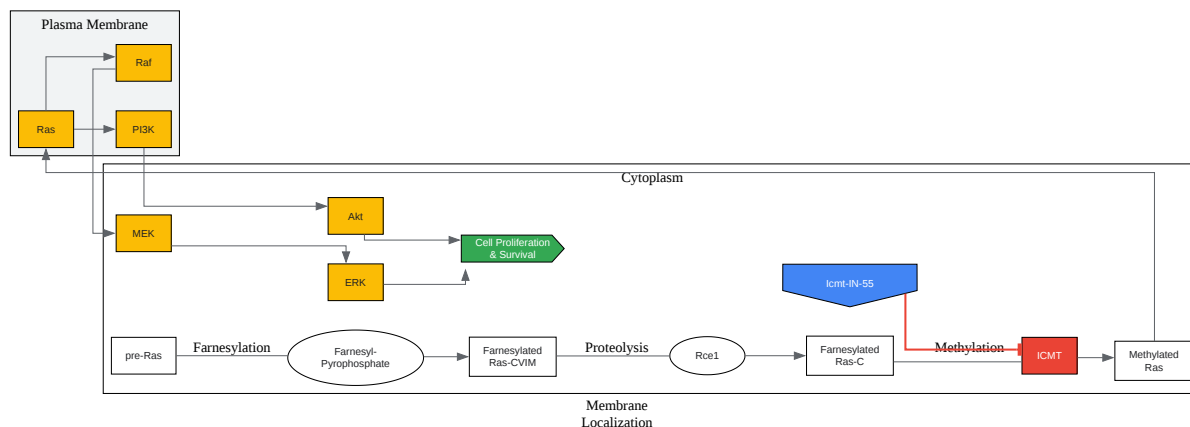 Plasma Membrane
Raf
Ras
PI3K
Cytoplasm
Akt
MEK
Cell Proliferation
& Survival
ERK
Icmt-IN-55
pre-Ras
Farnesylation
Farnesyl-
Pyrophosphate
Farnesylated
Ras-CVIM
Proteolysis
Rce1
Farnesylated
Ras-C
Methylation
ICMT
Methylated
Ras
Membrane
Localization